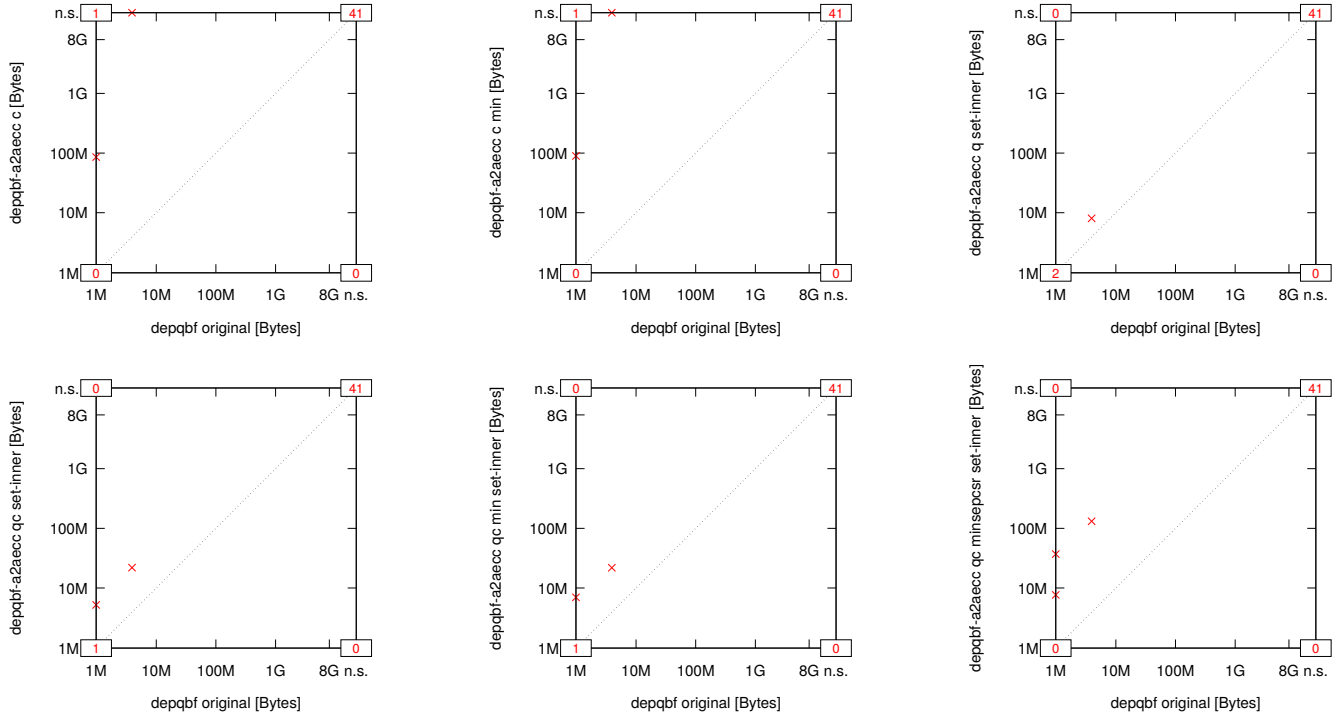 n.s. 1 41
8G
1G
100M
10M
1M 0 0
1M 10M 100M 1G 8G n.s.
depqbf original [Bytes]
depqbf-a2aecc c [Bytes]
n.s. 1 41
8G
1G
100M
10M
1M 0 0
1M 10M 100M 1G 8G n.s.
depqbf original [Bytes]
depqbf-a2aecc c min [Bytes]
n.s. 0 41
8G
1G
100M
10M
1M 2 0
1M 10M 100M 1G 8G n.s.
depqbf original [Bytes]
depqbf-a2aecc q set-inner [Bytes]
n.s. 0 41
8G
1G
100M
10M
1M 1 0
1M 10M 100M 1G 8G n.s.
depqbf original [Bytes]
depqbf-a2aecc qc set-inner [Bytes]
n.s. 0 41
8G
1G
100M
10M
1M 1 0
1M 10M 100M 1G 8G n.s.
depqbf original [Bytes]
depqbf-a2aecc qc min set-inner [Bytes]
n.s. 0 41
8G
1G
100M
10M
1M 0 0
1M 10M 100M 1G 8G n.s.
depqbf original [Bytes]
depqbf-a2aecc qc minsepcsr set-inner [Bytes]